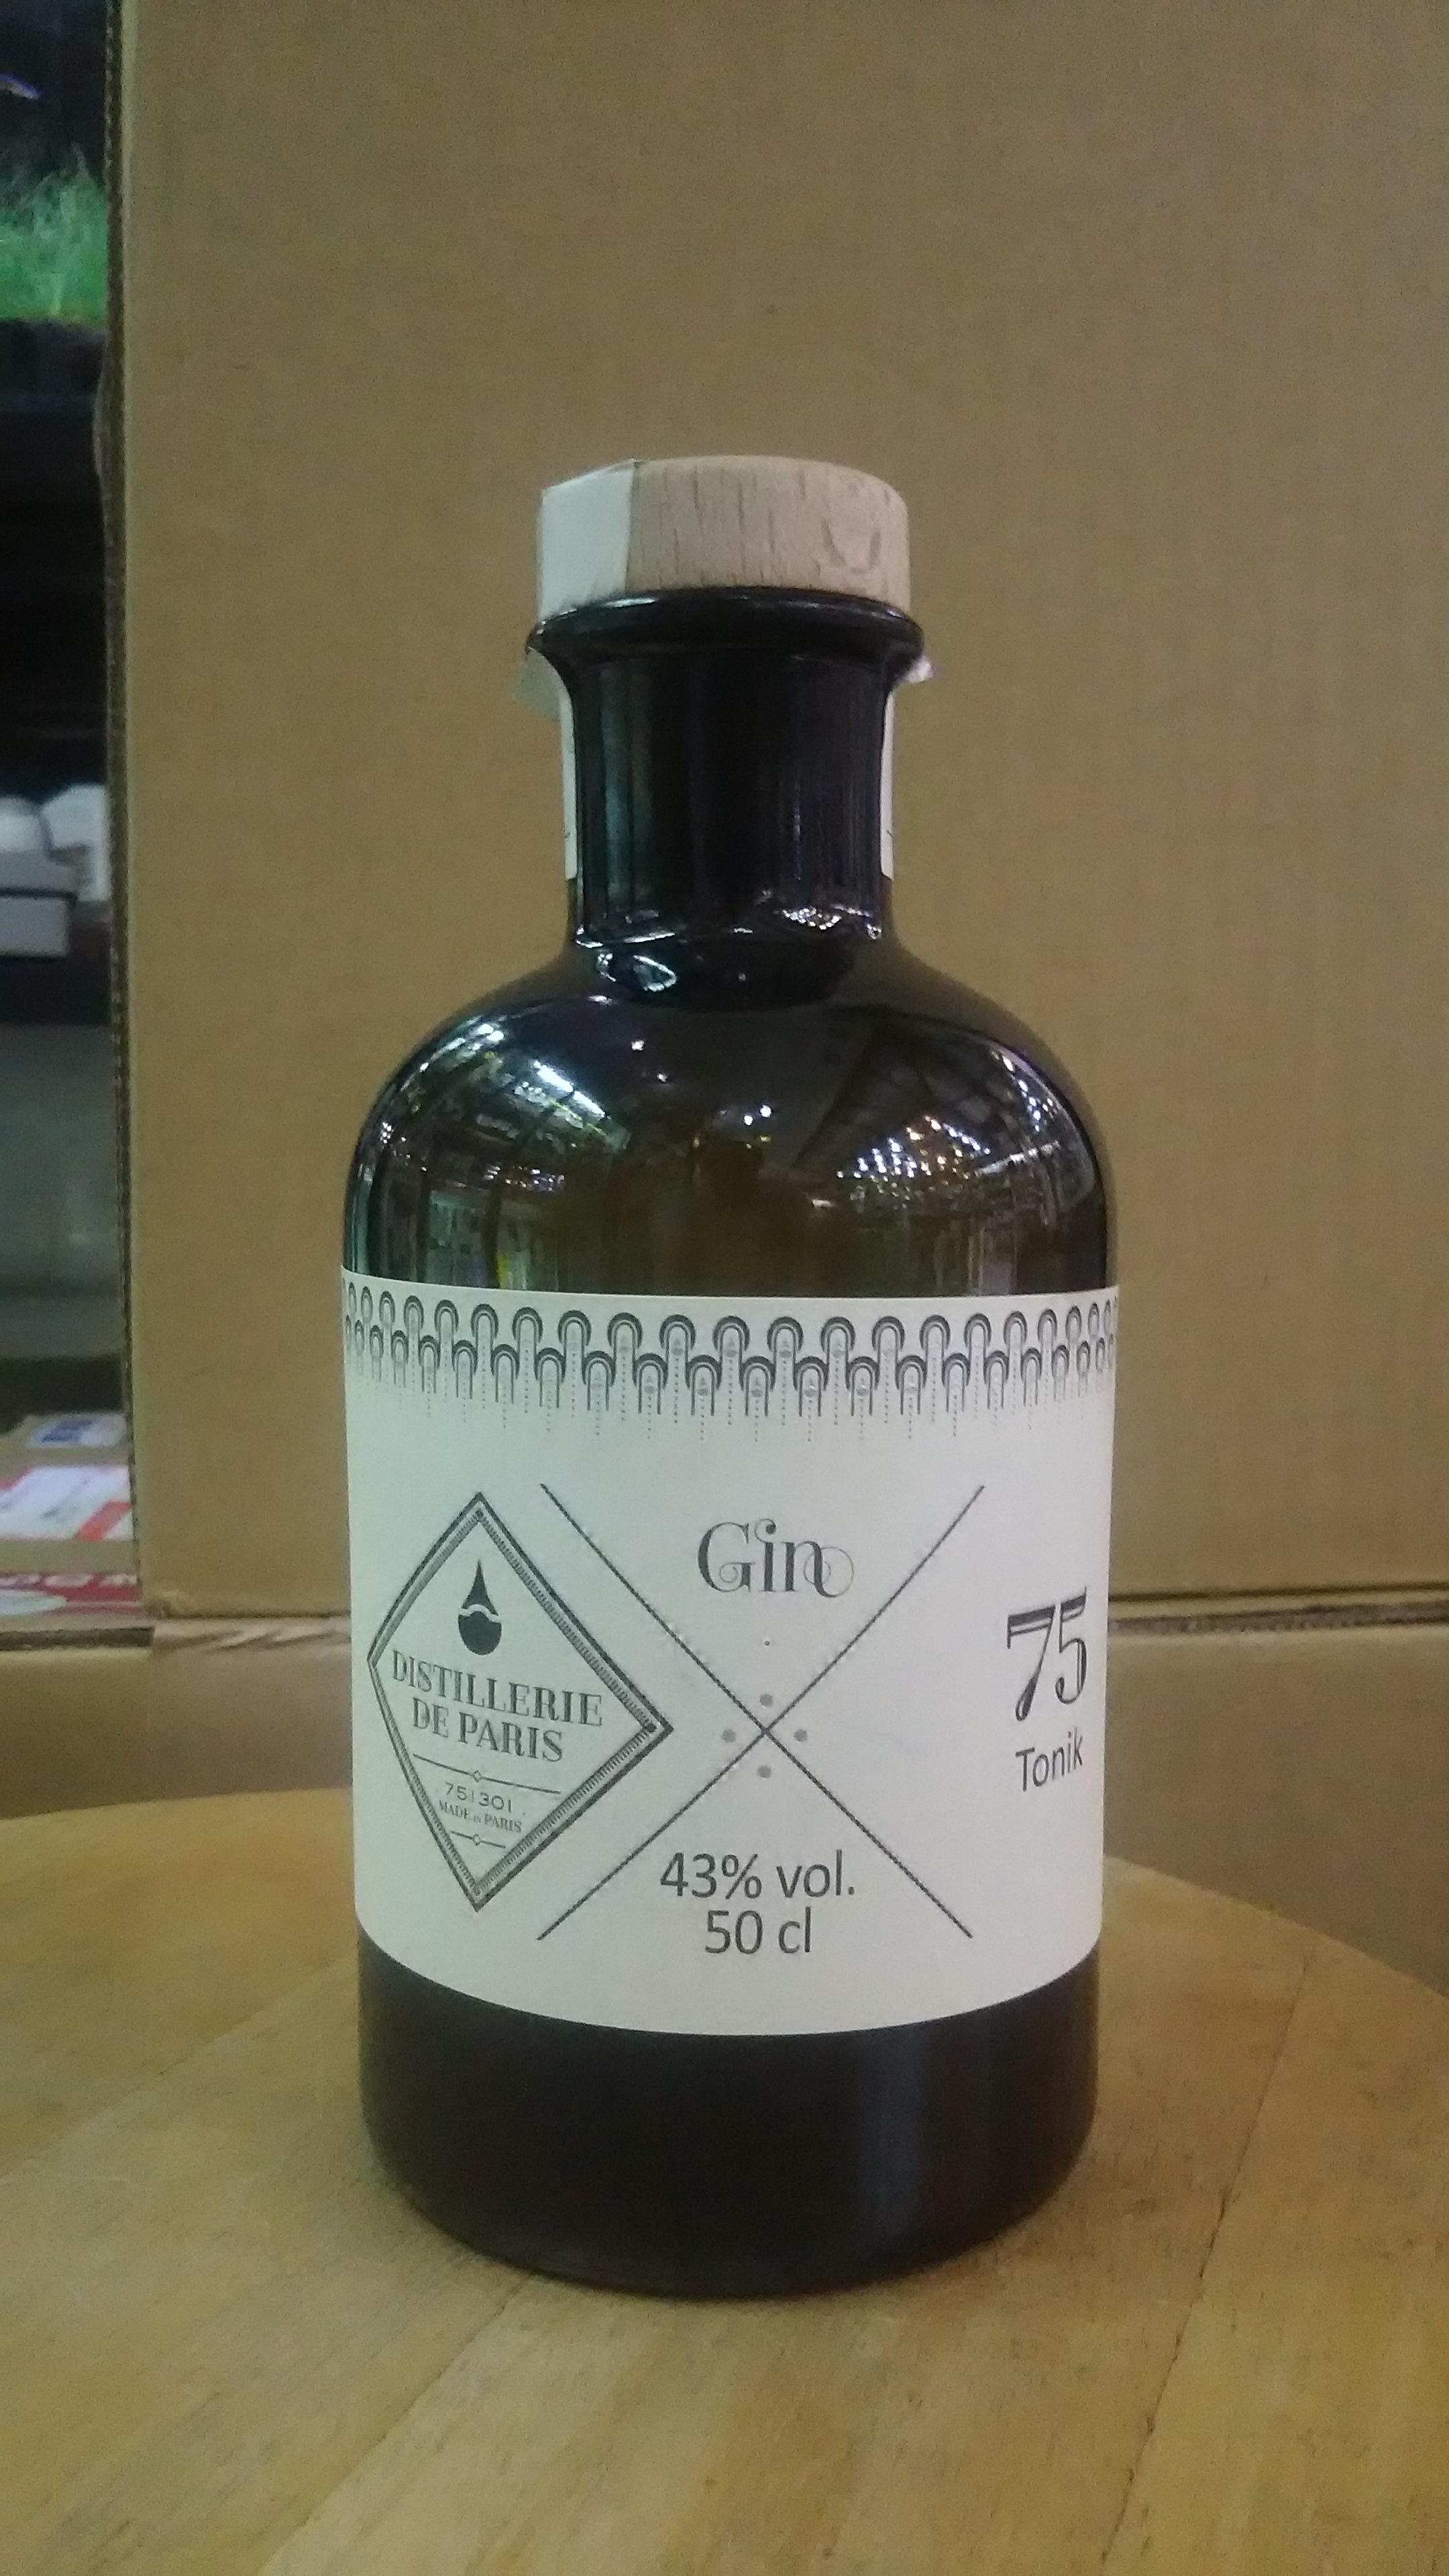 Gin
DISTILLERIE
DE PARIS
75|301
MADE in PARIS
75
Tonik
43% vol.
50 cl